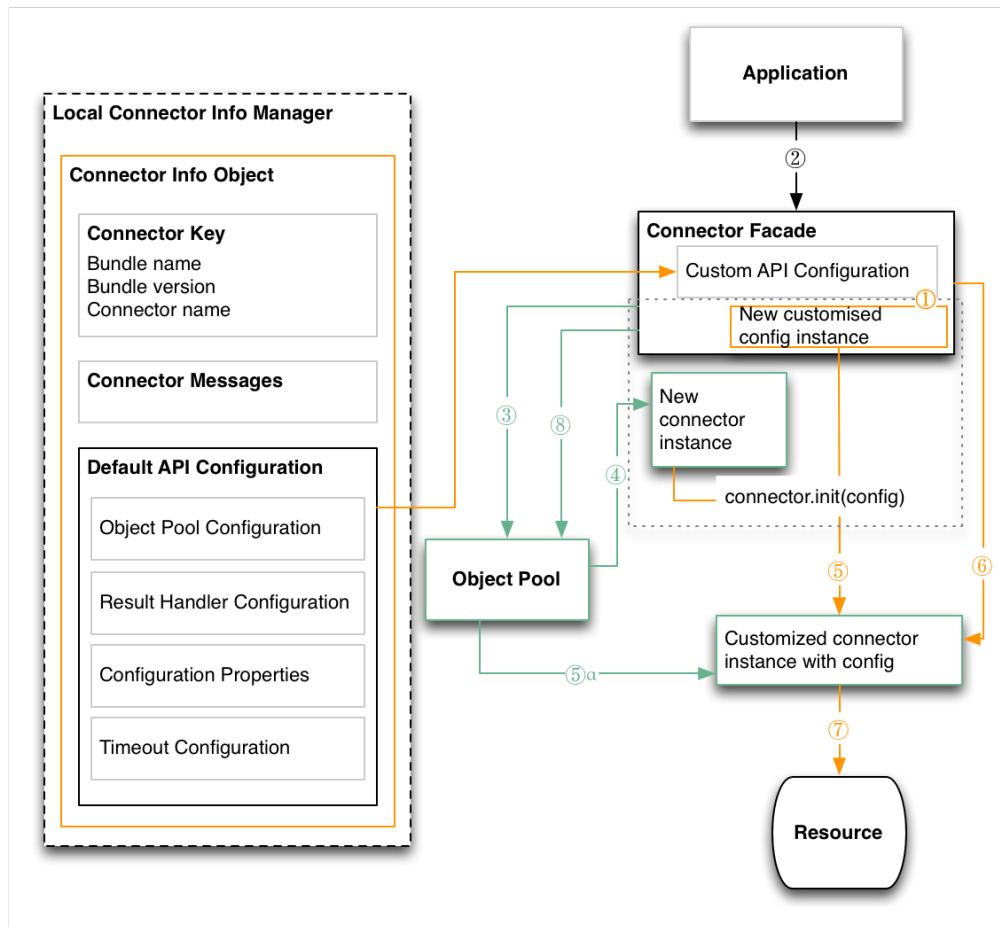 Application
Local Connector Info Manager
②
Connector Info Object
Connector Key
Bundle name
Bundle version
Connector name
Connector Facade
Custom API Configuration
①
New customised
config instance
Connector Messages
New
connector
instance
③
⑧
④
Default API Configuration
connector.init(config)
Object Pool Configuration
⑤
⑥
Object Pool
Result Handler Configuration
Customized connector
instance with config
Configuration Properties
⑤a
⑦
Timeout Configuration
Resource